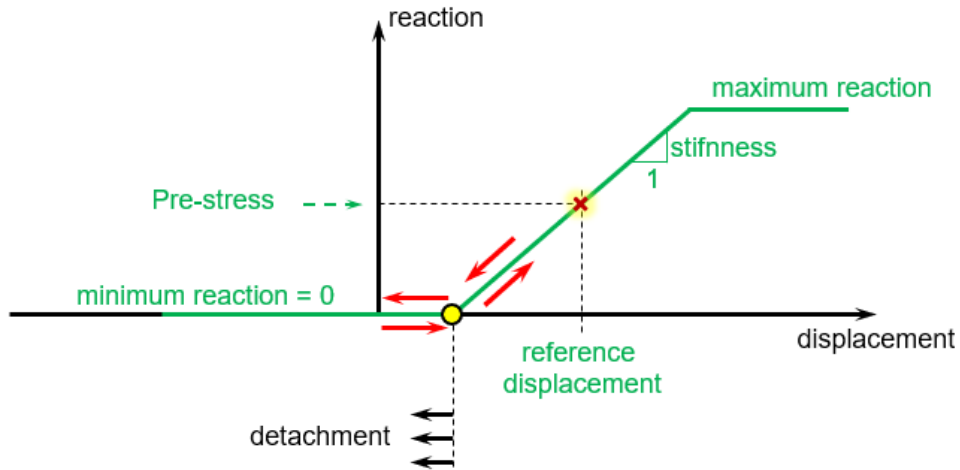 reaction
maximum reaction
stifnness
1
Pre-stress
minimum reaction = 0
displacement
reference
displacement
detachment